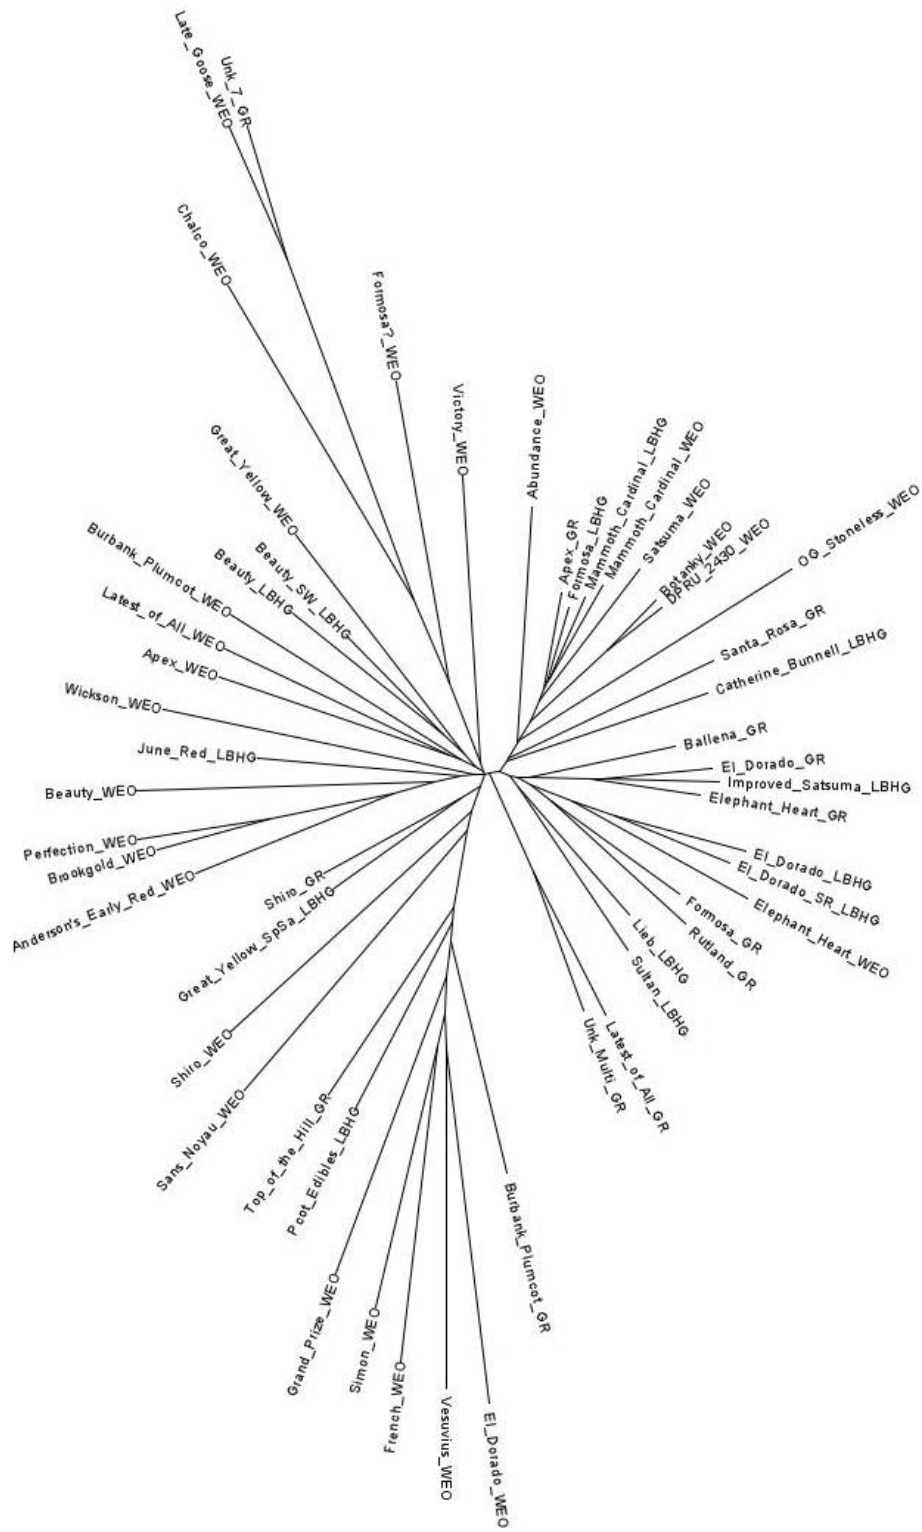 Late_Goose_WEO
Unk_7_GR
Chalco_WEO
Formosa?_WEO
Victory_WEO
Abundance_WEO
Apex_GR
Formosa_LBHG
Mammoth_Cardinal_LBHG
Mammoth_Cardinal_WEO
Satsuma_WEO
Botanky_WEO
DPRU_2430_WEO
OG_Stoneless_WEO
Santa_Rosa_GR
Catherine_Bunnell_LBHG
Ballena_GR
El_Dorado_GR
Improved_Satsuma_LBHG
Elephant_Heart_GR
El_Dorado_LBHG
El_Dorado_SR_LBHG
Elephant_Heart_WEO
Formosa_GR
Rutland_GR
Lieb_LBHG
Sultan_LBHG
Latest_of_All_GR
Unk_Multi_GR
Burbank_Plumcot_GR
El_Dorado_WEO
Vesuvius_WEO
French_WEO
Simon_WEO
Grand_Prize_WEO
Pcot_Edibles_LBHG
Top_of_the_Hill_GR
Sans_Noyau_WEO
Shiro_WEO
Great_Yellow_SpSa_LBHG
Shiro_GR
Anderson's_Early_Red_WEO
Brookgold_WEO
Perfection_WEO
Beauty_WEO
June_Red_LBHG
Wickson_WEO
Apex_WEO
Latest_of_All_WEO
Burbank_Plumcot_WEO
Beauty_LBHG
Beauty_SW_LBHG
Great_Yellow_WEO